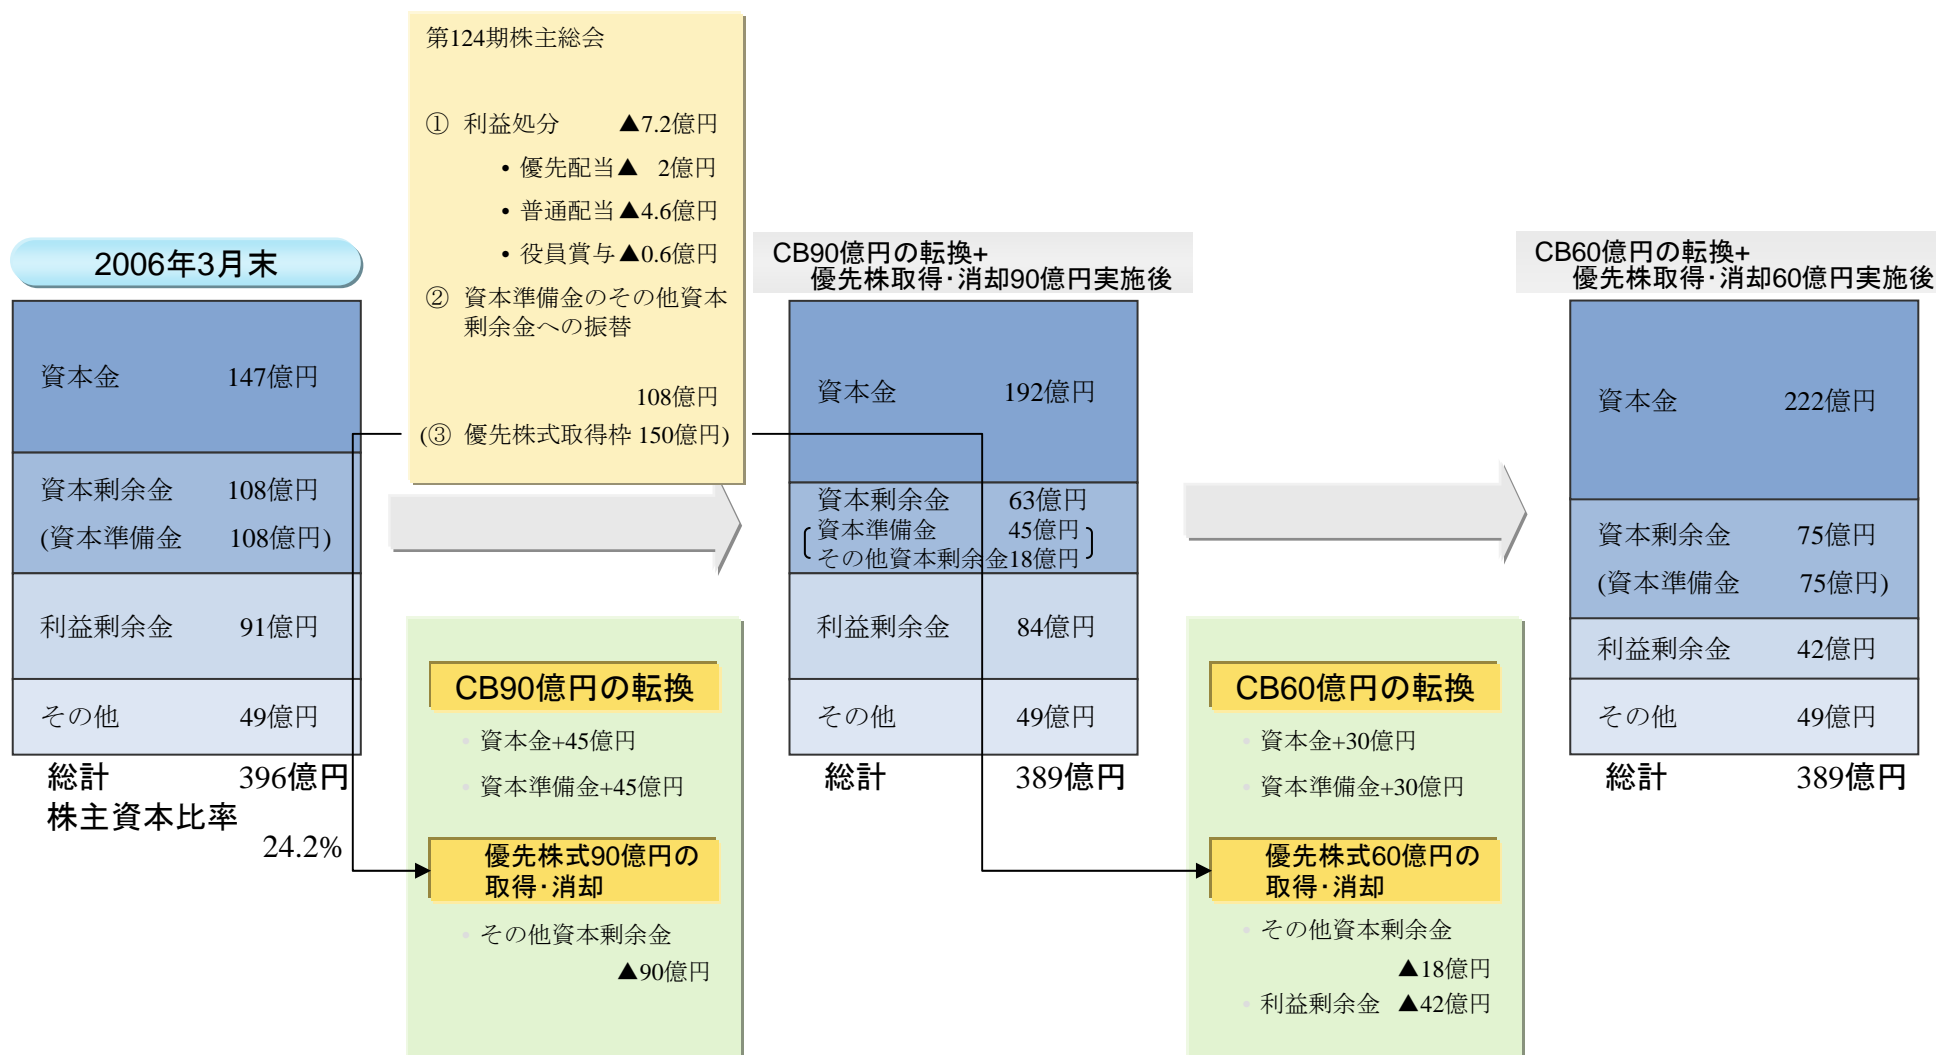 第124期株主総会
① 利益処分 ▲7.2億円
• 優先配当▲ 2億円
• 普通配当▲4.6億円
• 役員賞与▲0.6億円
② 資本準備金のその他資本
剰余金への振替
108億円
(③ 優先株式取得枠 150億円)
2006年3月末
資本金 147億円
資本剰余金 108億円
(資本準備金 108億円)
利益剰余金 91億円
その他 49億円
総計 396億円
株主資本比率
24.2%
CB90億円の転換
• 資本金+45億円
• 資本準備金+45億円
優先株式90億円の
取得・消却
• その他資本剰余金
▲90億円
CB90億円の転換+
優先株取得・消却90億円実施後
資本金 192億円
資本剰余金 63億円
資本準備金 45億円
その他資本剰余金18億円
利益剰余金 84億円
その他 49億円
総計 389億円
CB60億円の転換
• 資本金+30億円
• 資本準備金+30億円
優先株式60億円の
取得・消却
• その他資本剰余金
▲18億円
• 利益剰余金 ▲42億円
CB60億円の転換+
優先株取得・消却60億円実施後
資本金 222億円
資本剰余金 75億円
(資本準備金 75億円)
利益剰余金 42億円
その他 49億円
総計 389億円